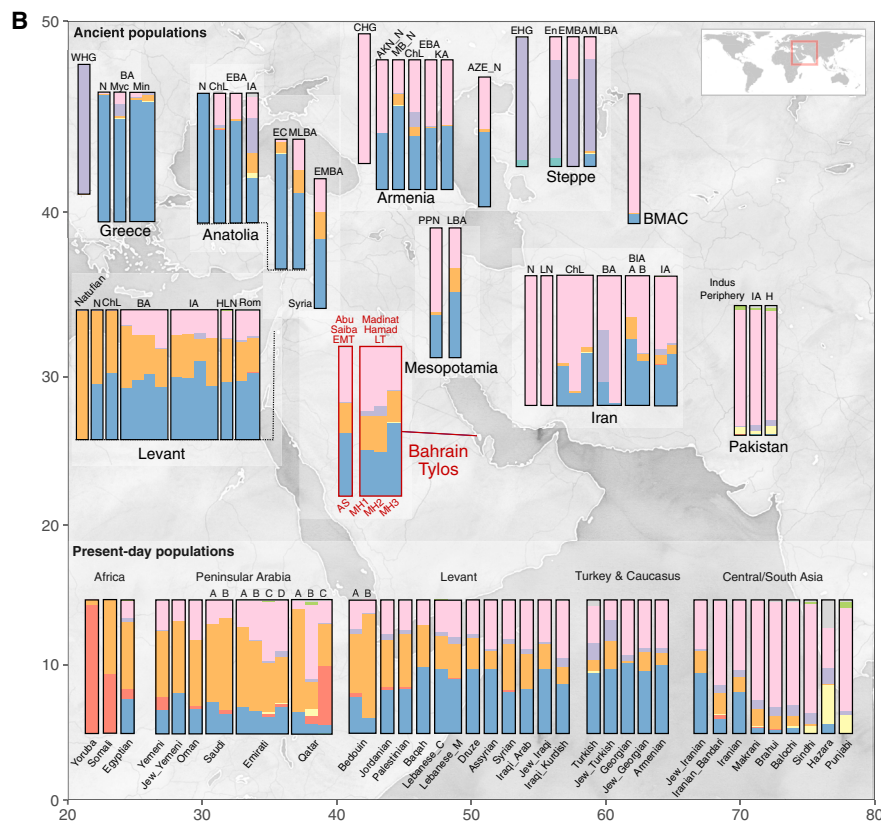 B
50
40
30
20
10
0
20
30
40
50
60
70
80
Ancient populations
WHG
BA
N Myc Min
Greece
EBA
N ChL IA
Anatolia
EC MLBA
EMBA
Syria
CHG
AKN_N
MB_N
EBA
ChL KA
Armenia
AZE_N
EHG
En EMBA MLBA
Steppe
BMAC
Natufian
N ChL BA IA HLN Rom
Levant
Abu
Saiba
EMT
Madinat
Hamad
LT
AS
MH1
MH2
MH3
Bahrain
Tylos
PPN LBA
Mesopotamia
BIA
N LN ChL BA A B IA
Iran
Indus
Periphery IA H
Pakistan
Present-day populations
Africa
Peninsular Arabia
Levant
Turkey & Caucasus
Central/South Asia
A B A B C D A B C
A B
Yoruba
Somali
Egyptian
Yemeni
Jew_Yemeni
Oman
Saudi
Emirati
Qatar
Bedouin
Jordanian
Palestinian
Baqah
Lebanese_C
Lebanese_M
Druze
Assyrian
Syrian
Iraqi_Arab
Jew_Iraqi
Iraqi_Kurdish
Turkish
Jew_Turkish
Georgian
Jew_Georgian
Armenian
Jew_Iranian
Iranian_Bandari
Iranian
Makrani
Brahui
Balochi
Sindhi
Hazara
Punjabi